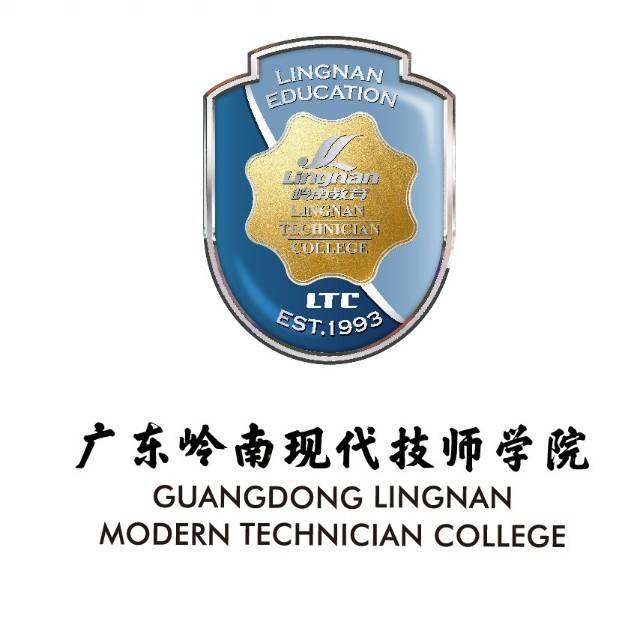 LINGNAN
EDUCATION
Lingnan
岭南教育
LINGNAN
TECHNICIAN
COLLEGE
LTC
EST.1993
广东岭南现代技师学院
GUANGDONG LINGNAN
MODERN TECHNICIAN COLLEGE